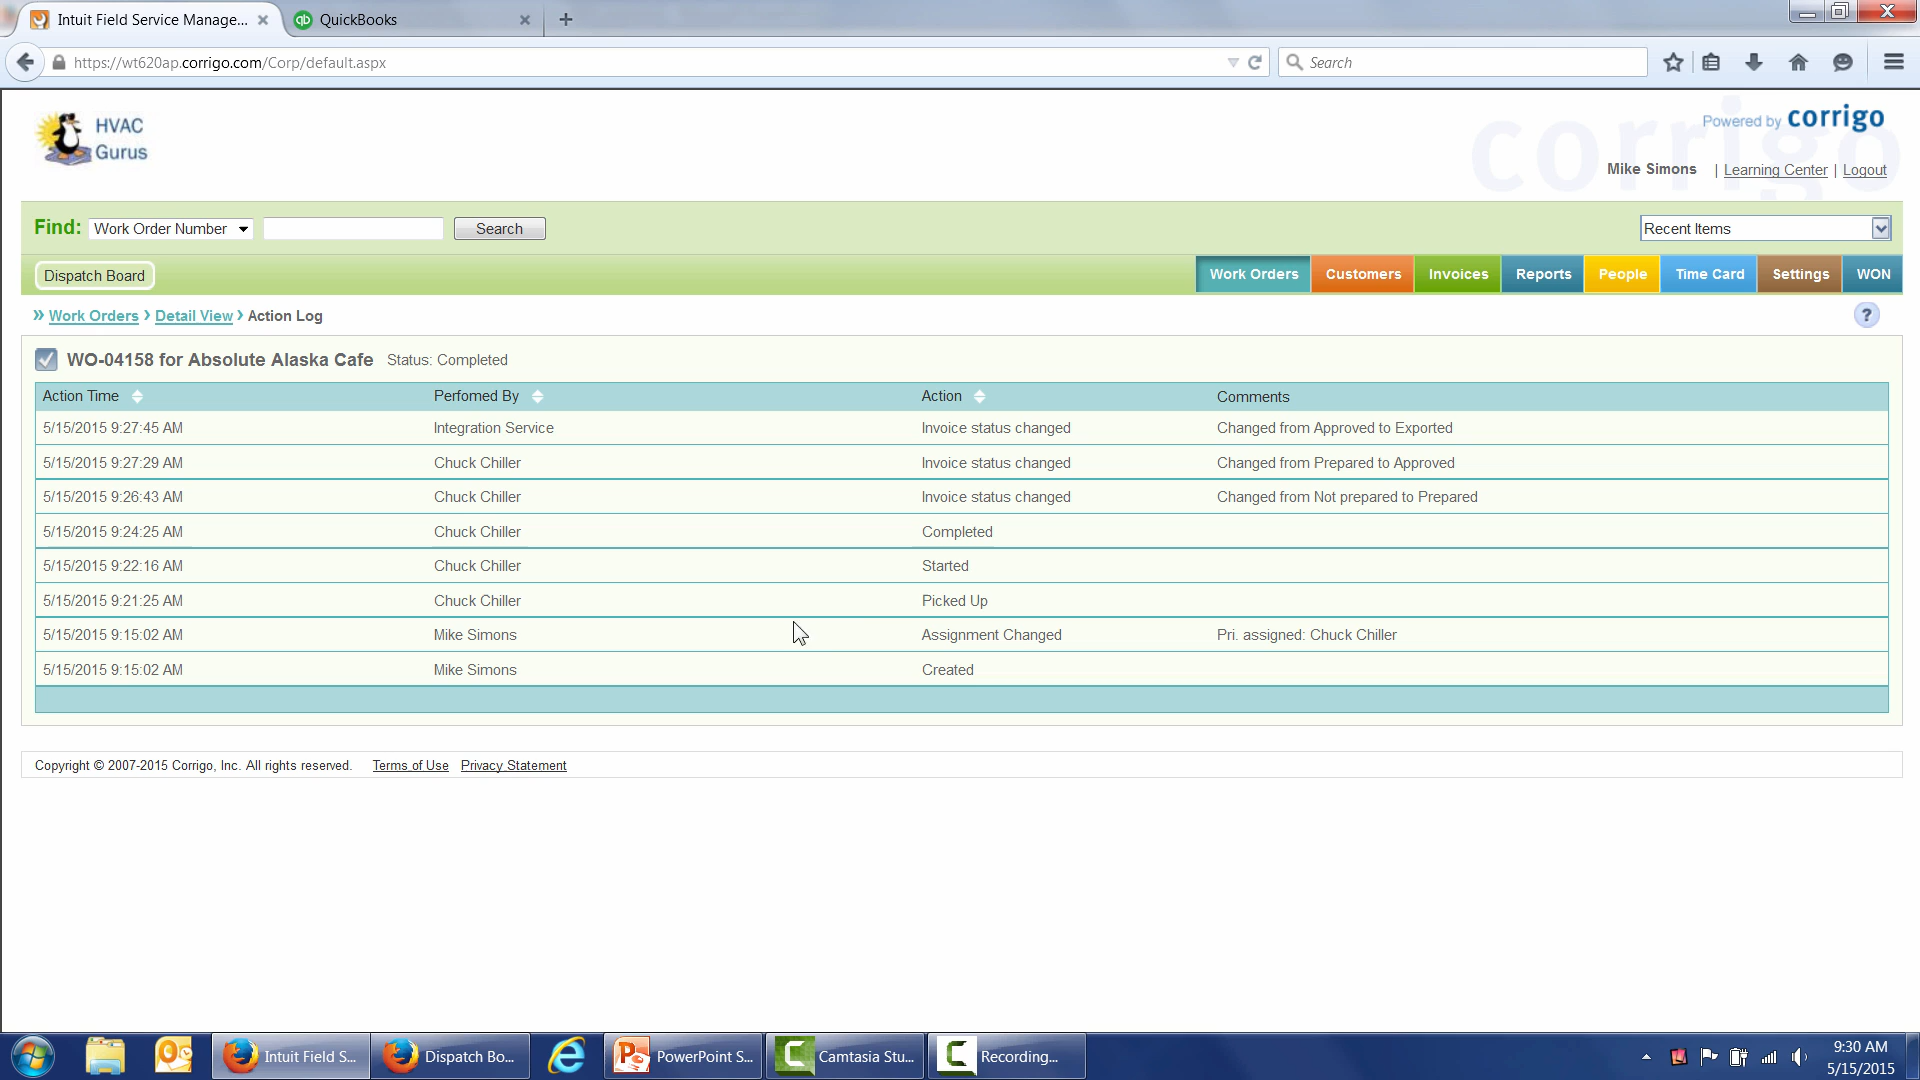 Intuit Field Service Manage...
QuickBooks
https://wt620ap.corrigo.com/Corp/default.aspx
Search
HVAC
Gurus
corrigo
Powered by corrigo
Mike Simons | Learning Center | Logout
Find: Work Order Number Search Recent Items
Dispatch Board Work Orders Customers Invoices Reports People Time Card Settings WON
» Work Orders › Detail View › Action Log ?
WO-04158 for Absolute Alaska Cafe Status: Completed
Action Time Perfomed By Action Comments
5/15/2015 9:27:45 AM Integration Service Invoice status changed Changed from Approved to Exported
5/15/2015 9:27:29 AM Chuck Chiller Invoice status changed Changed from Prepared to Approved
5/15/2015 9:26:43 AM Chuck Chiller Invoice status changed Changed from Not prepared to Prepared
5/15/2015 9:24:25 AM Chuck Chiller Completed
5/15/2015 9:22:16 AM Chuck Chiller Started
5/15/2015 9:21:25 AM Chuck Chiller Picked Up
5/15/2015 9:15:02 AM Mike Simons Assignment Changed Pri. assigned: Chuck Chiller
5/15/2015 9:15:02 AM Mike Simons Created
Copyright © 2007-2015 Corrigo, Inc. All rights reserved. Terms of Use Privacy Statement
Intuit Field S... Dispatch Bo... PowerPoint S... Camtasia Stu... Recording...
9:30 AM
5/15/2015